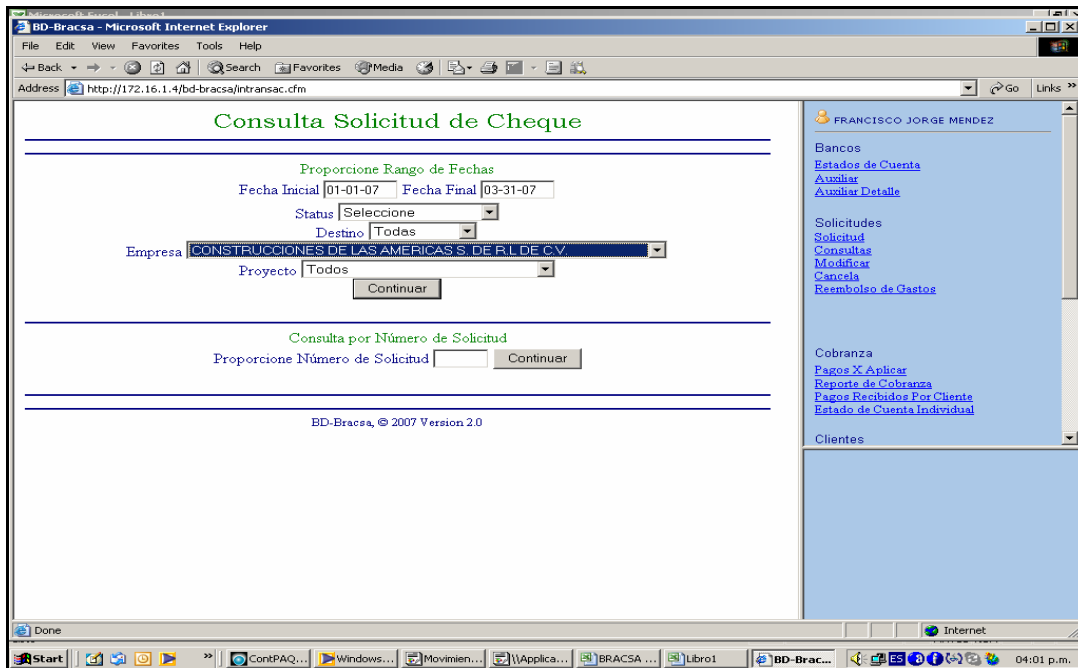 Microsoft Excel - Libro1
BD-Bracsa - Microsoft Internet Explorer
File Edit View Favorites Tools Help
Back Search Favorites Media
Address http://172.16.1.4/bd-bracsa/intransac.cfm Go Links »
Consulta Solicitud de Cheque
Proporcione Rango de Fechas
Fecha Inicial 01-01-07 Fecha Final 03-31-07
Status Seleccione
Destino Todas
Empresa CONSTRUCCIONES DE LAS AMERICAS S. DE R.L DE C.V.
Proyecto Todos
Continuar
Consulta por Número de Solicitud
Proporcione Número de Solicitud Continuar
BD-Bracsa, © 2007 Version 2.0
FRANCISCO JORGE MENDEZ
Bancos
Estados de Cuenta
Auxiliar
Auxiliar Detalle
Solicitudes
Solicitud
Consultas
Modificar
Cancela
Reembolso de Gastos
Cobranza
Pagos X Aplicar
Reporte de Cobranza
Pagos Recibidos Por Cliente
Estado de Cuenta Individual
Clientes
Done Internet
Start » ContPAQ... Windows... Movimien... \\Applica... BRACSA ... Libro1 BD-Brac... ES 04:01 p.m.